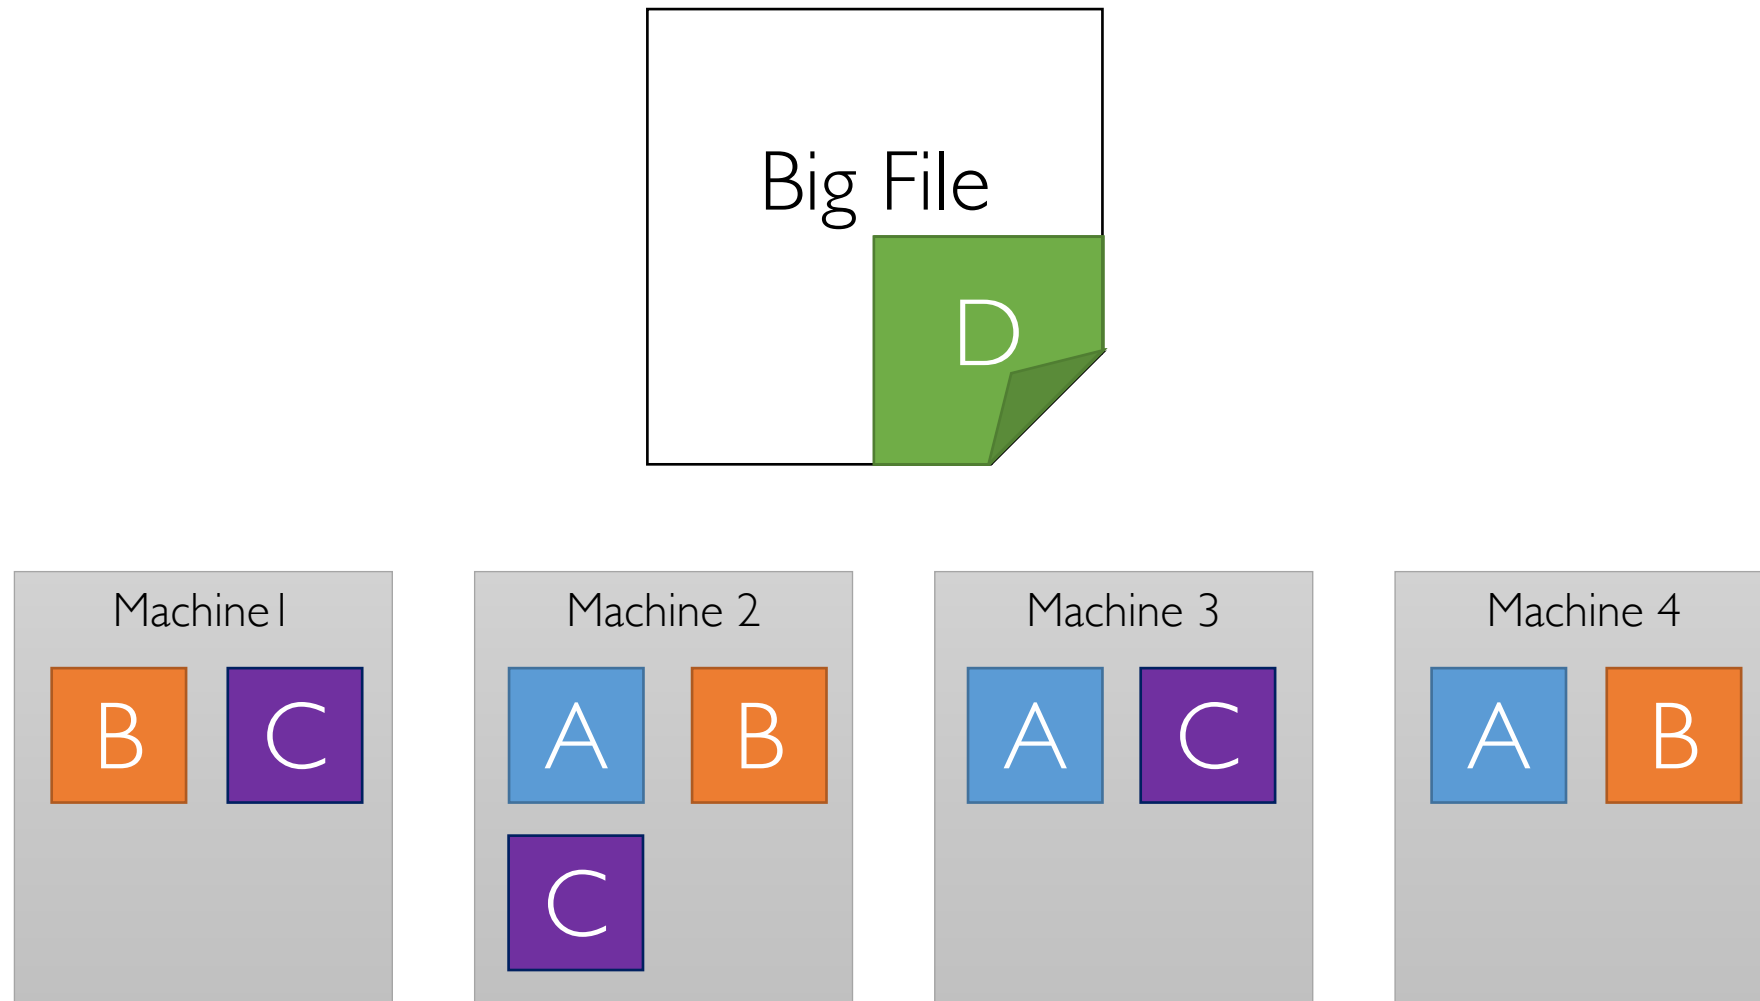 Big File
D
Machine1
Machine 2
Machine 3
Machine 4
B C
A B
A C
A B
C